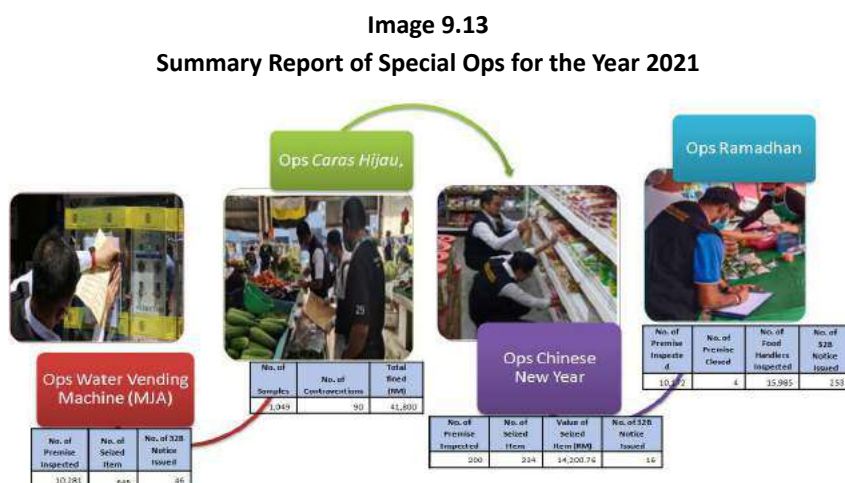 Image 9.13
Summary Report of Special Ops for the Year 2021
Ops Caras Hijau,
Ops Ramadhan
Ops Water Vending
Machine (MJA)
Ops Chinese
New Year
No. of
Samples
No. of
Contraventions
Total
fined
(RM)
1,049
90
41,800
No. of
Premise
Inspecte
d
No. of
Premise
Closed
No. of
Food
Handlers
Inspected
No. of
32B
Notice
Issued
4
15,985
253
No. of
Premise
Inspected
No. of
Seized
Item
Value of
Seized
Item (RM)
No. of 32B
Notice
Issued
200
234
14,200.76
16
No. of
Premise
Inspected
No. of
Seized
Item
No. of 32B
Notice
Issued
10,281
46